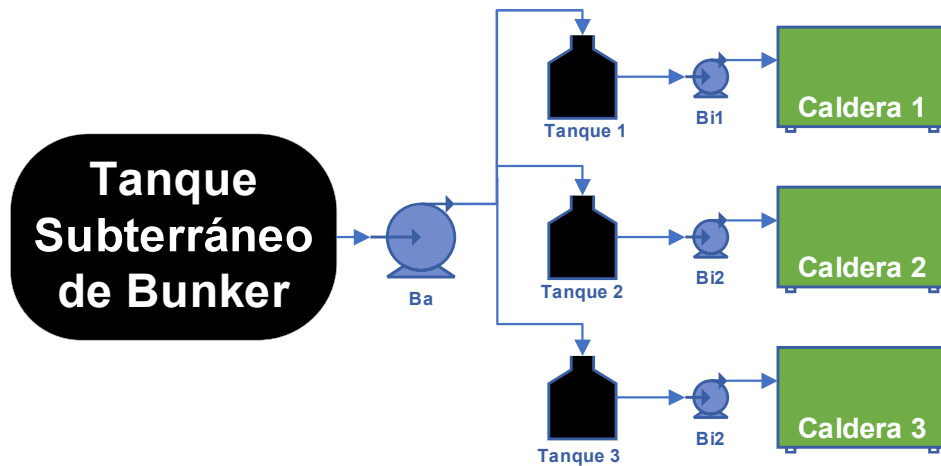 Tanque
Subterráneo
de Bunker
Ba
Tanque 1
Bi1
Caldera 1
Tanque 2
Bi2
Caldera 2
Tanque 3
Bi2
Caldera 3